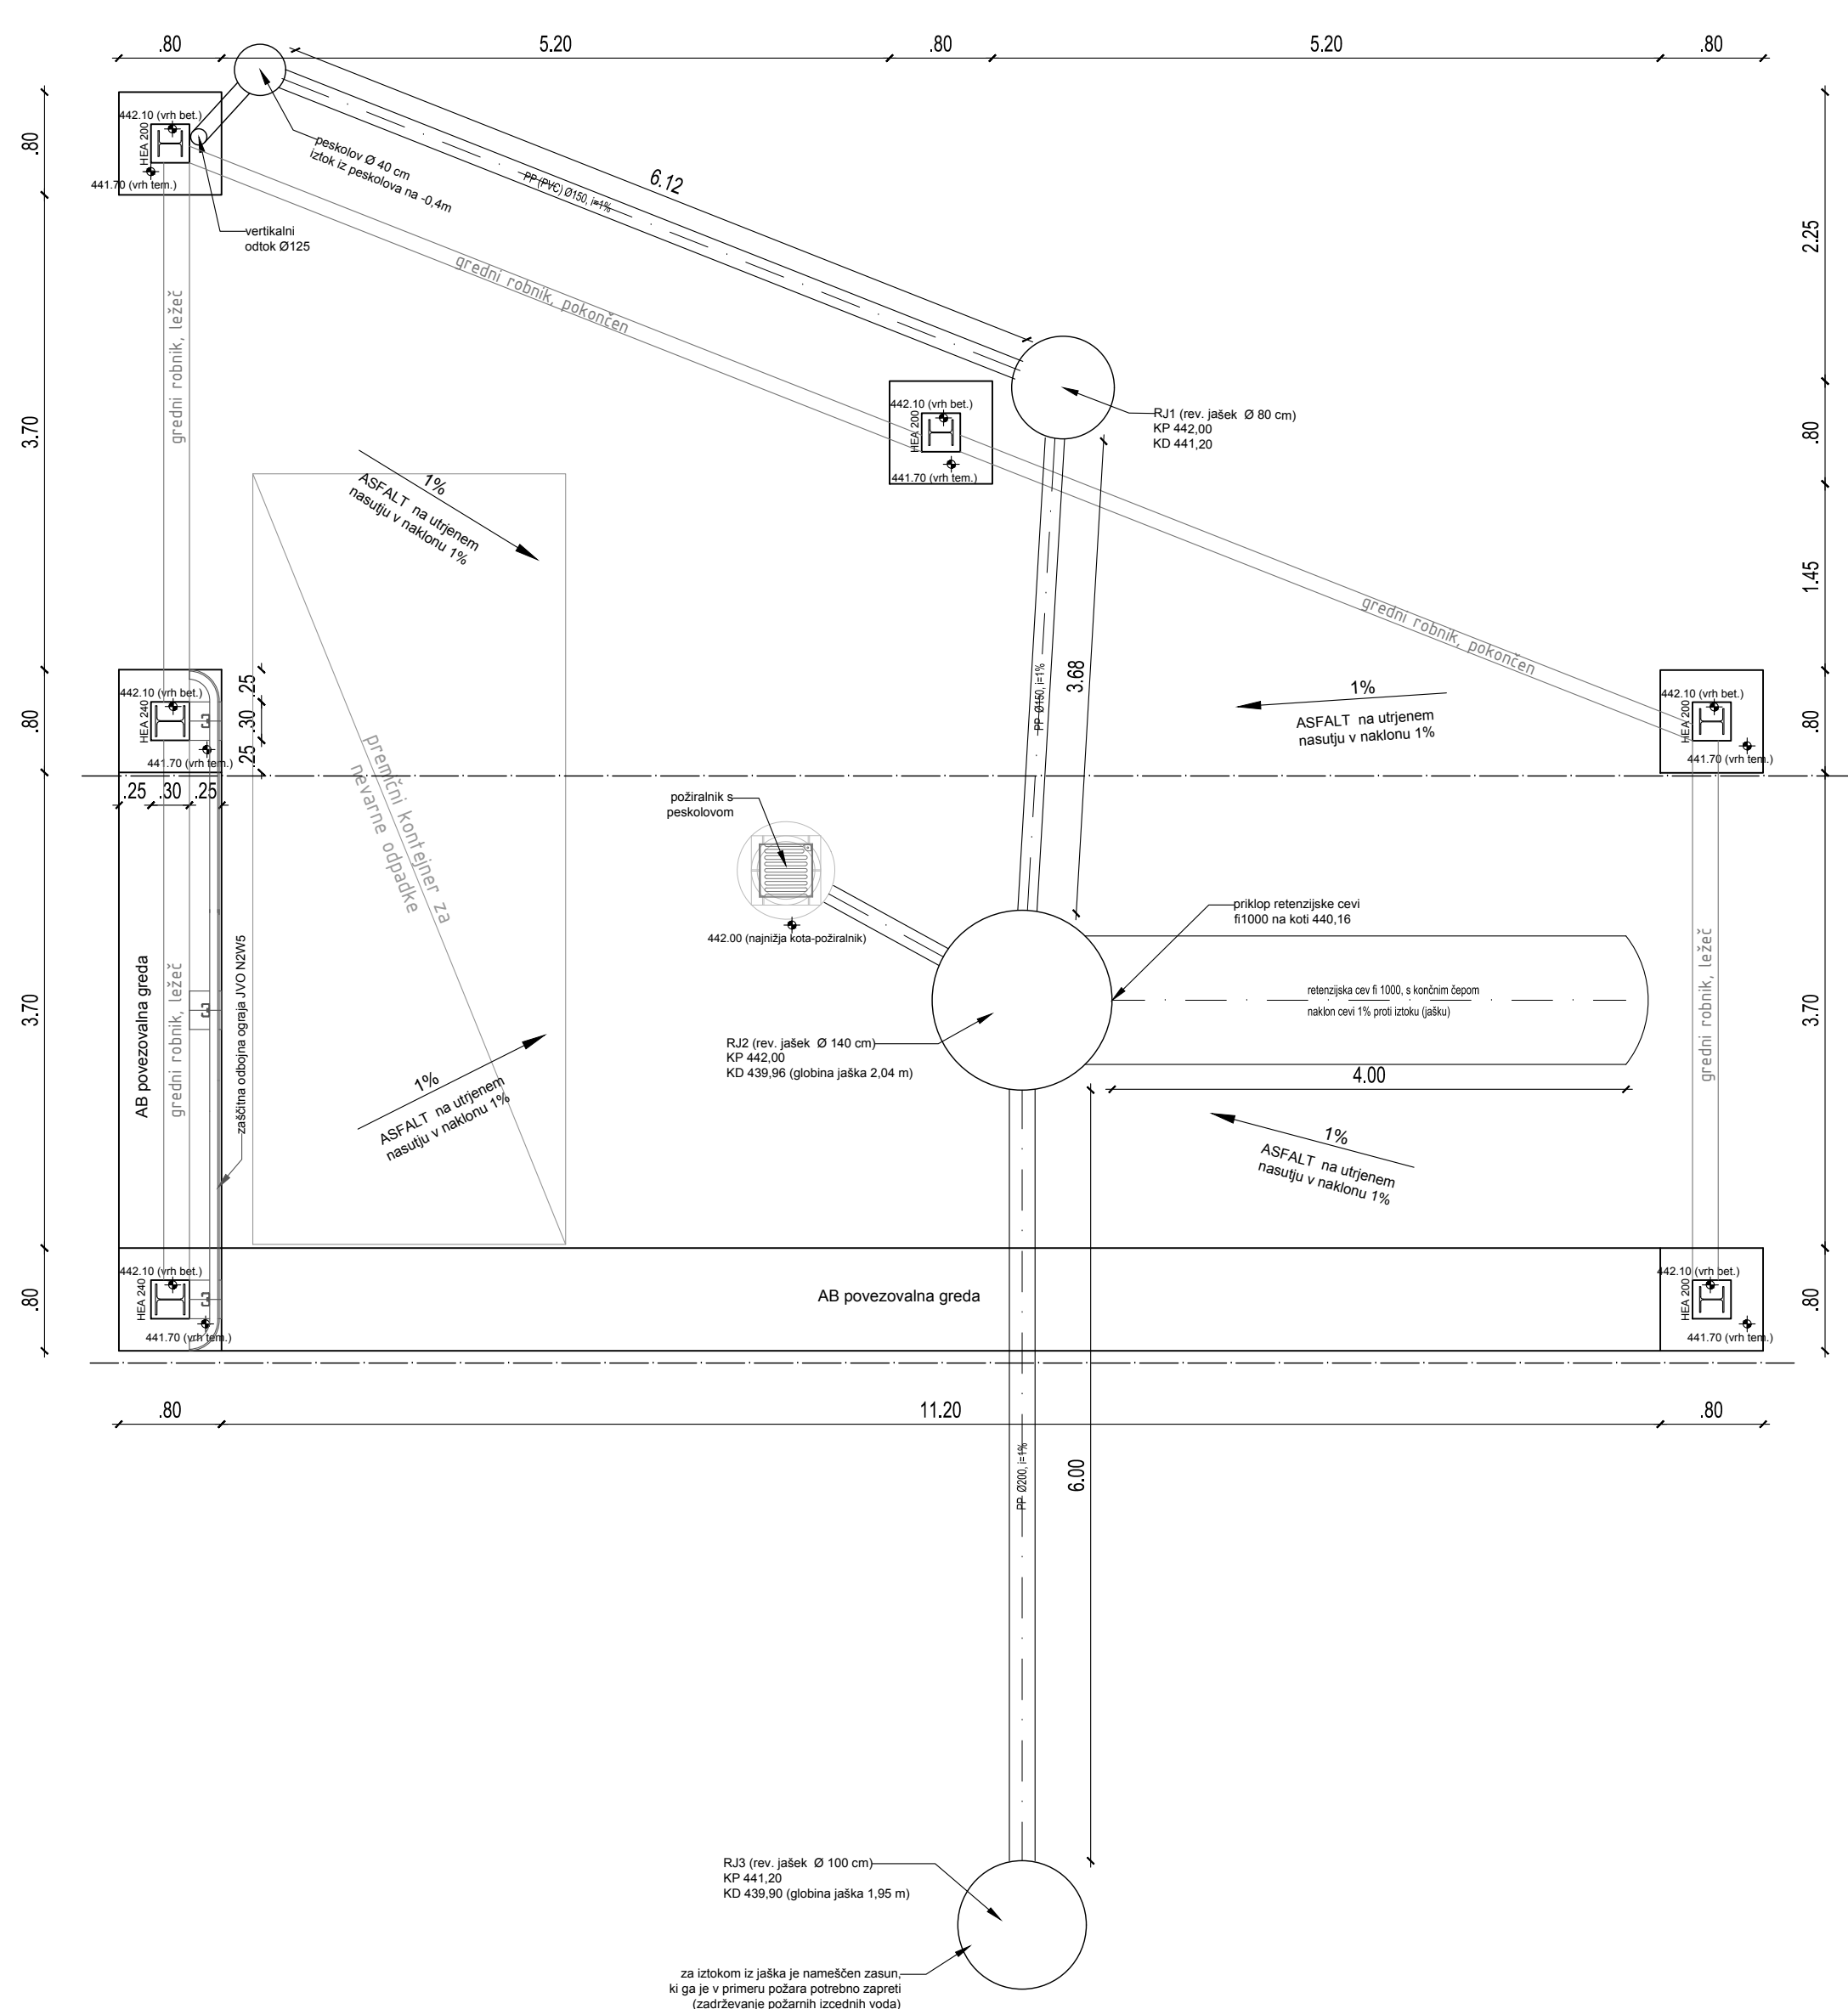 .80
5.20
.80
5.20
.80
442.10 (vrh bet.)
HEA 200
441.70 (vrh tem.)
vertikalni
odtok Ø125
peskolov Ø 40 cm
iztok iz peskolova na -0,4m
PP (PVC) Ø150, i=1%
6.12
gredni robnik, pokončen
gredni robnik, ležeč
.80
3.70
.80
3.70
.80
2.25
.80
1.45
.80
3.70
.80
442.10 (vrh bet.)
HEA 200
441.70 (vrh tem.)
RJ1 (rev. jašek Ø 80 cm)
KP 442,00
KD 441,20
1%
ASFALT na utrjenem
nasutju v naklonu 1%
PP Ø150, i=1%
3.68
gredni robnik, pokončen
1%
ASFALT na utrjenem
nasutju v naklonu 1%
442.10 (vrh bet.)
HEA 200
441.70 (vrh tem.)
442.10 (vrh bet.)
HEA 240
441.70 (vrh tem.)
.25
.30
.25
.25
.30
.25
premični kontejner za
nevarne odpadke
požiralnik s
peskolovom
442.00 (najnižja kota-požiralnik)
priklop retenzijske cevi
fi1000 na koti 440,16
retenzijska cev fi 1000, s končnim čepom
naklon cevi 1% proti iztoku (jašku)
4.00
RJ2 (rev. jašek Ø 140 cm)
KP 442,00
KD 439,96 (globina jaška 2,04 m)
AB povezovalna greda
gredni robnik, ležeč
zaščitna odbojna ograja JVO N2W5
gredni robnik, ležeč
1%
ASFALT na utrjenem
nasutju v naklonu 1%
1%
ASFALT na utrjenem
nasutju v naklonu 1%
442.10 (vrh bet.)
HEA 240
441.70 (vrh tem.)
AB povezovalna greda
442.10 (vrh bet.)
HEA 200
441.70 (vrh tem.)
.80
11.20
.80
PP Ø200, i=1%
6.00
RJ3 (rev. jašek Ø 100 cm)
KP 441,20
KD 439,90 (globina jaška 1,95 m)
za iztokom iz jaška je nameščen zasun,
ki ga je v primeru požara potrebno zapreti
(zadrževanje požarnih izcednih voda)